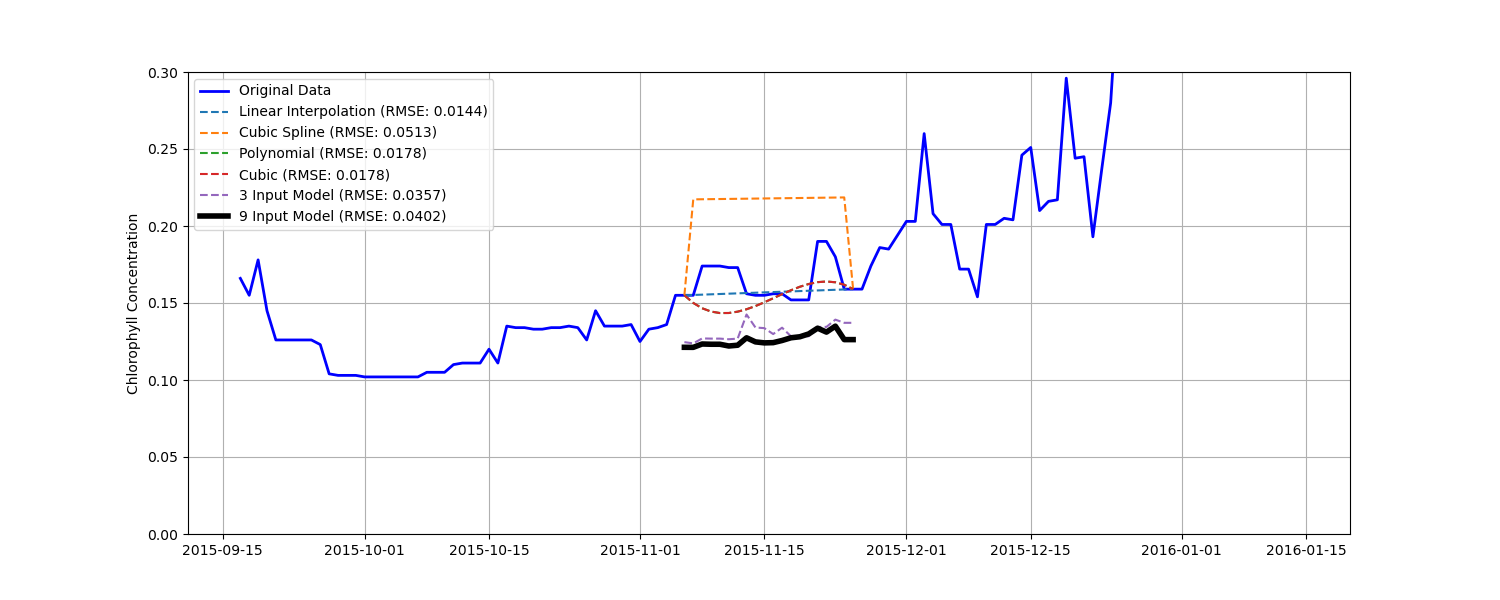 0.30
0.25
0.20
0.15
0.10
0.05
0.00
Chlorophyll Concentration
Original Data
Linear Interpolation (RMSE: 0.0144)
Cubic Spline (RMSE: 0.0513)
Polynomial (RMSE: 0.0178)
Cubic (RMSE: 0.0178)
3 Input Model (RMSE: 0.0357)
9 Input Model (RMSE: 0.0402)
2015-09-15 2015-10-01 2015-10-15 2015-11-01 2015-11-15 2015-12-01 2015-12-15 2016-01-01 2016-01-15